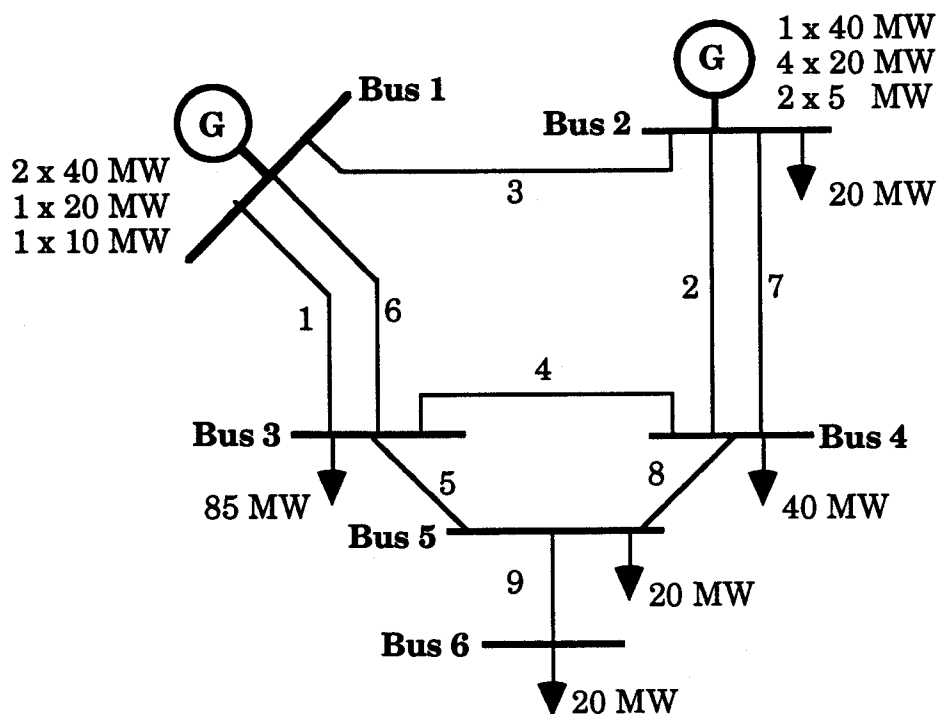 1 x 40 MW
4 x 20 MW
2 x 5 MW
G
Bus 1
Bus 2
G
2 x 40 MW
1 x 20 MW
1 x 10 MW
3
20 MW
2
7
1
6
4
Bus 3
Bus 4
5
8
85 MW
40 MW
Bus 5
9
20 MW
Bus 6
20 MW